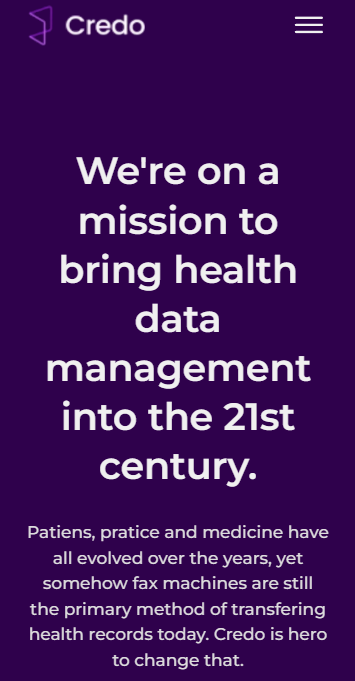 Credo
We're on a
mission to
bring health
data
management
into the 21st
century.
Patiens, pratice and medicine have
all evolved over the years, yet
somehow fax machines are still
the primary method of transfering
health records today. Credo is hero
to change that.